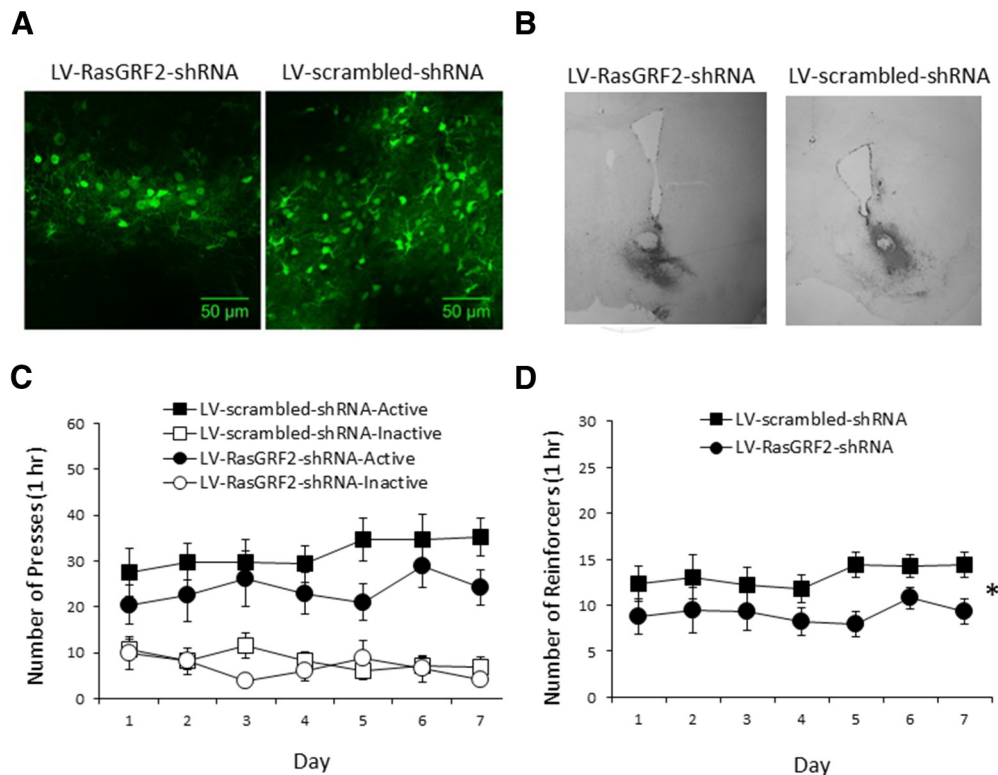 A
LV-RasGRF2-shRNA
LV-scrambled-shRNA
50 µm
50 µm
B
LV-RasGRF2-shRNA
LV-scrambled-shRNA
C
LV-scrambled-shRNA-Active
LV-scrambled-shRNA-Inactive
LV-RasGRF2-shRNA-Active
LV-RasGRF2-shRNA-Inactive
Number of Presses (1 hr)
60
50
40
30
20
10
0
1 2 3 4 5 6 7
Day
D
LV-scrambled-shRNA
LV-RasGRF2-shRNA
Number of Reinforcers (1 hr)
30
25
20
15
10
5
0
*
1 2 3 4 5 6 7
Day